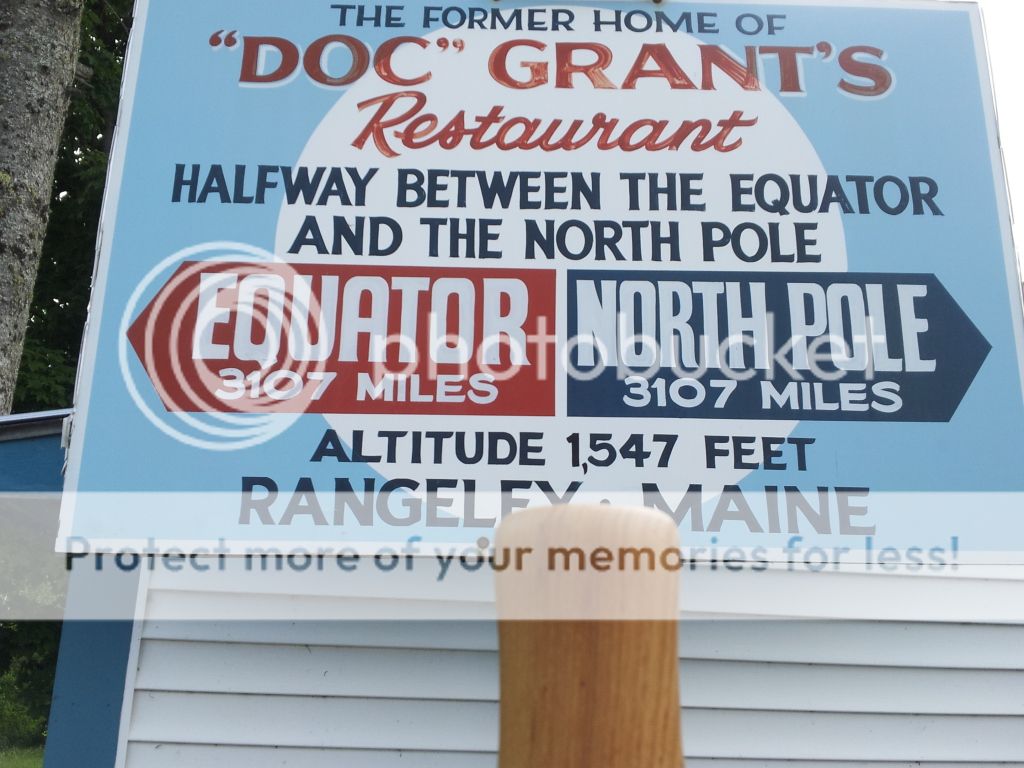 THE FORMER HOME OF
"DOC" GRANT'S
Restaurant
HALFWAY BETWEEN THE EQUATOR
AND THE NORTH POLE
EQUATOR
3107 MILES
NORTH POLE
3107 MILES
photobucket
ALTITUDE 1,547 FEET
RANGELEY · MAINE
Protect more of your memories for less!